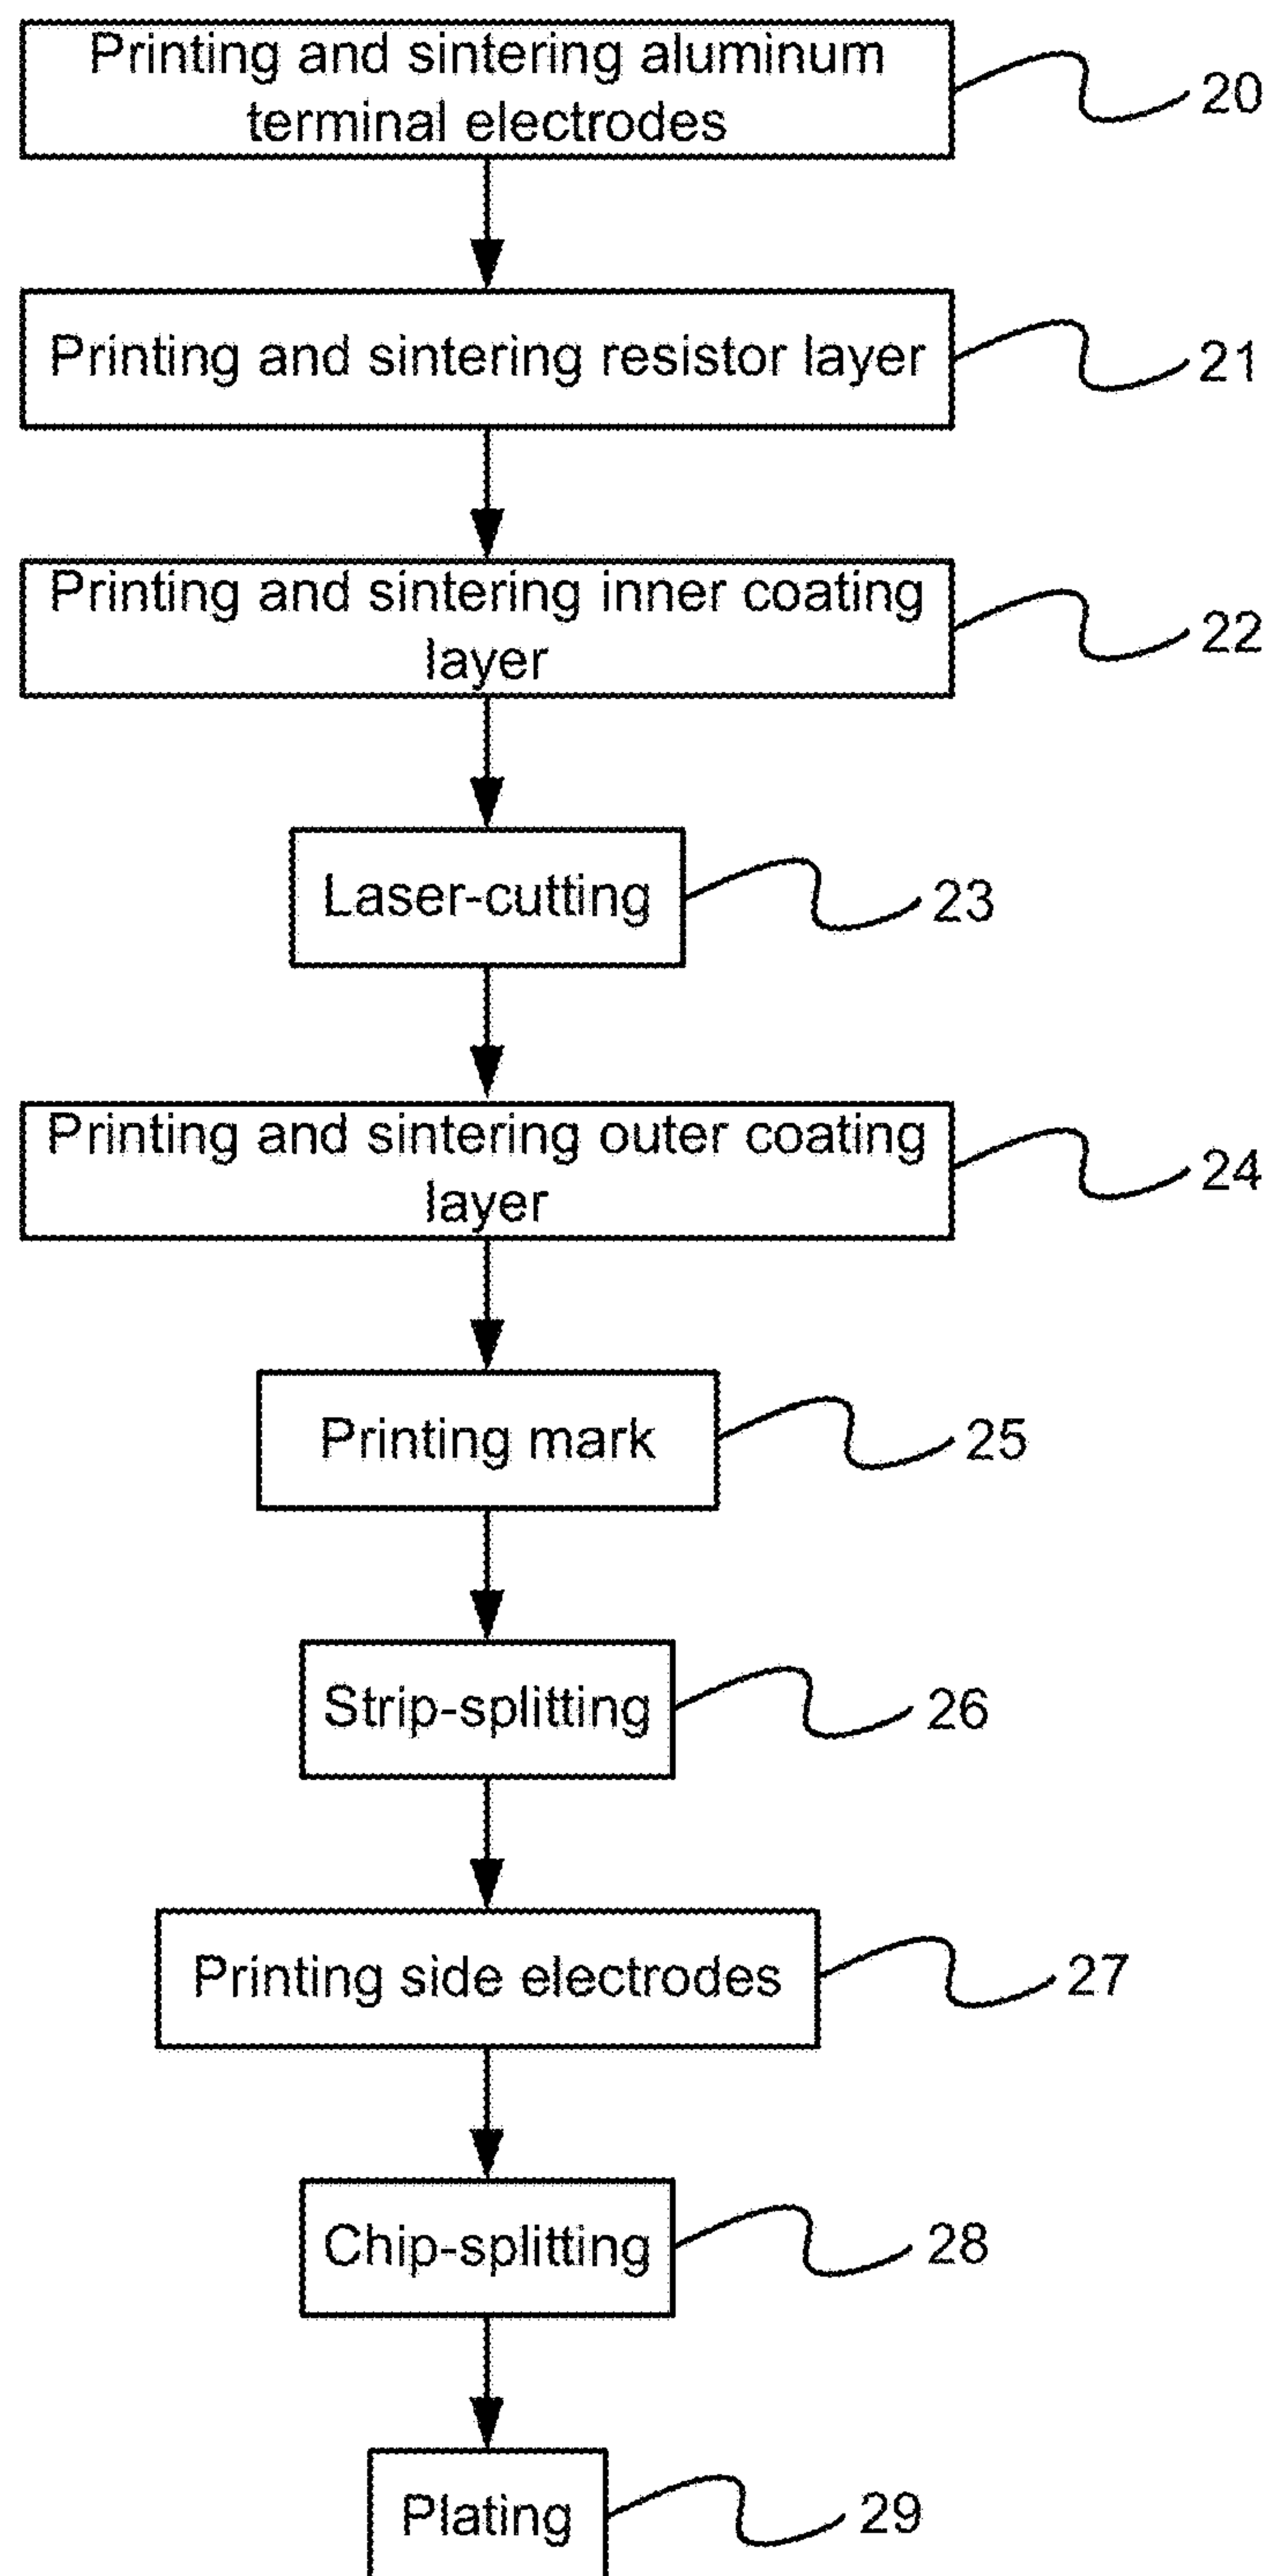 Printing and sintering aluminum
terminal electrodes
20
Printing and sintering resistor layer
21
Printing and sintering inner coating
layer
22
Laser-cutting
23
Printing and sintering outer coating
layer
24
Printing mark
25
Strip-splitting
26
Printing side electrodes
27
Chip-splitting
28
Plating
29